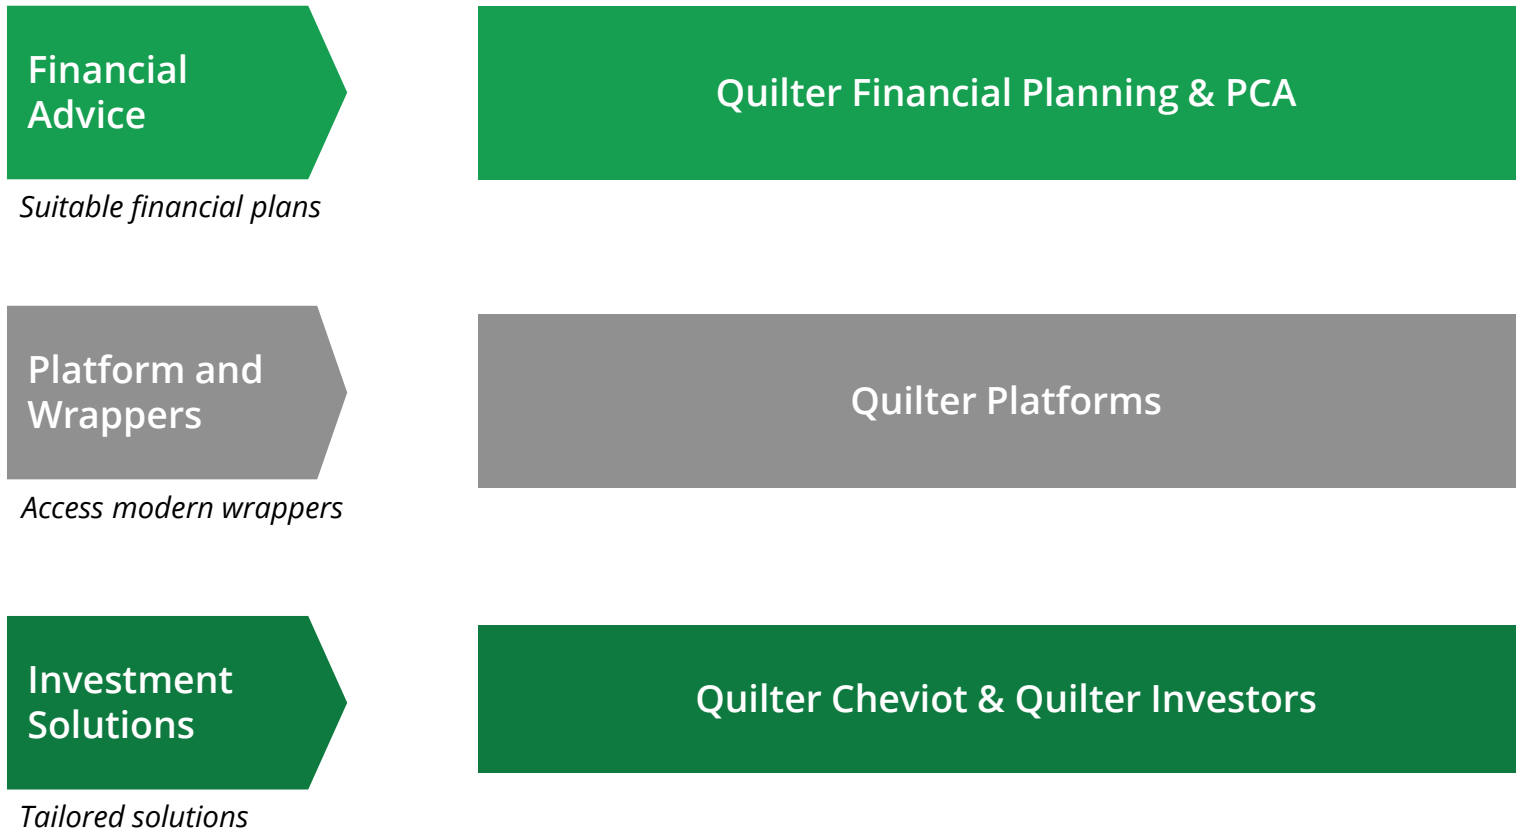 Financial
Advice
Quilter Financial Planning & PCA
Suitable financial plans
Platform and
Wrappers
Quilter Platforms
Access modern wrappers
Investment
Solutions
Quilter Cheviot & Quilter Investors
Tailored solutions